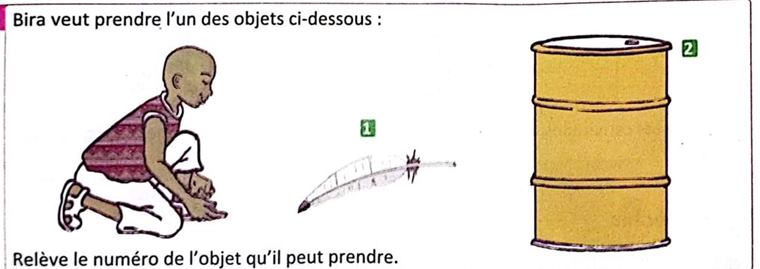 Bira veut prendre l'un des objets ci-dessous :
2
1
Relève le numéro de l'objet qu'il peut prendre.